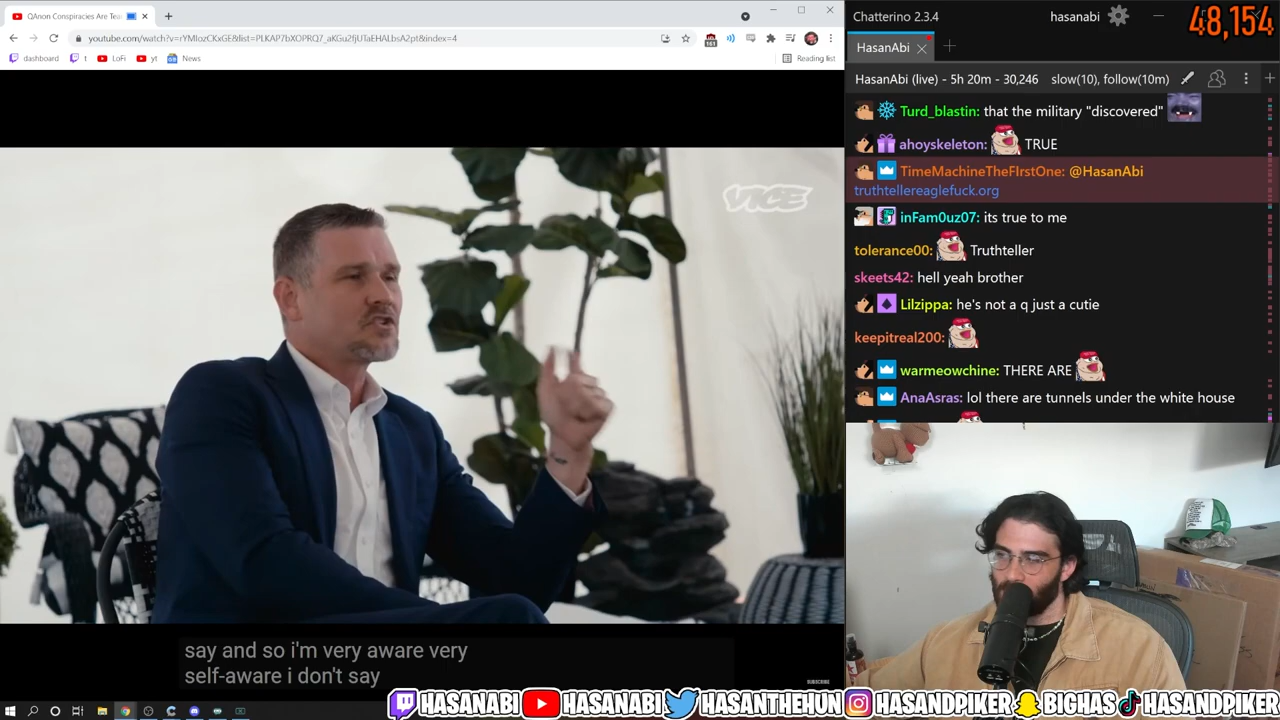 QAnon Conspiracies Are Tea
youtube.com/watch?v=rYMIozCKxGE&list=PLKAP7bXOPRQ7_aKGu2fjUTaEHALbsA2pt&index=4
dashboard
1
LoFi
yt
News
Reading list
VICE
say and so i'm very aware very
self-aware i don't say
SUBSCRIBE
Chatterino 2.3.4
hasanabi
48,154
HasanAbi
HasanAbi (live) - 5h 20m - 30,246
slow(10), follow(10m)
Turd_blastin: that the military "discovered"
ahoyskeleton: TRUE
TimeMachineTheFIrstOne: @HasanAbi
truthtellereaglefuck.org
inFam0uz07: its true to me
tolerance00: Truthteller
skeets42: hell yeah brother
Lilzippa: he's not a q just a cutie
keepitreal200:
warmeowchine: THERE ARE
AnaAsras: lol there are tunnels under the white house
HASANABI HASANABI HASANTHEHUN HASANDPIKER BIGHAS HASANDPIKER